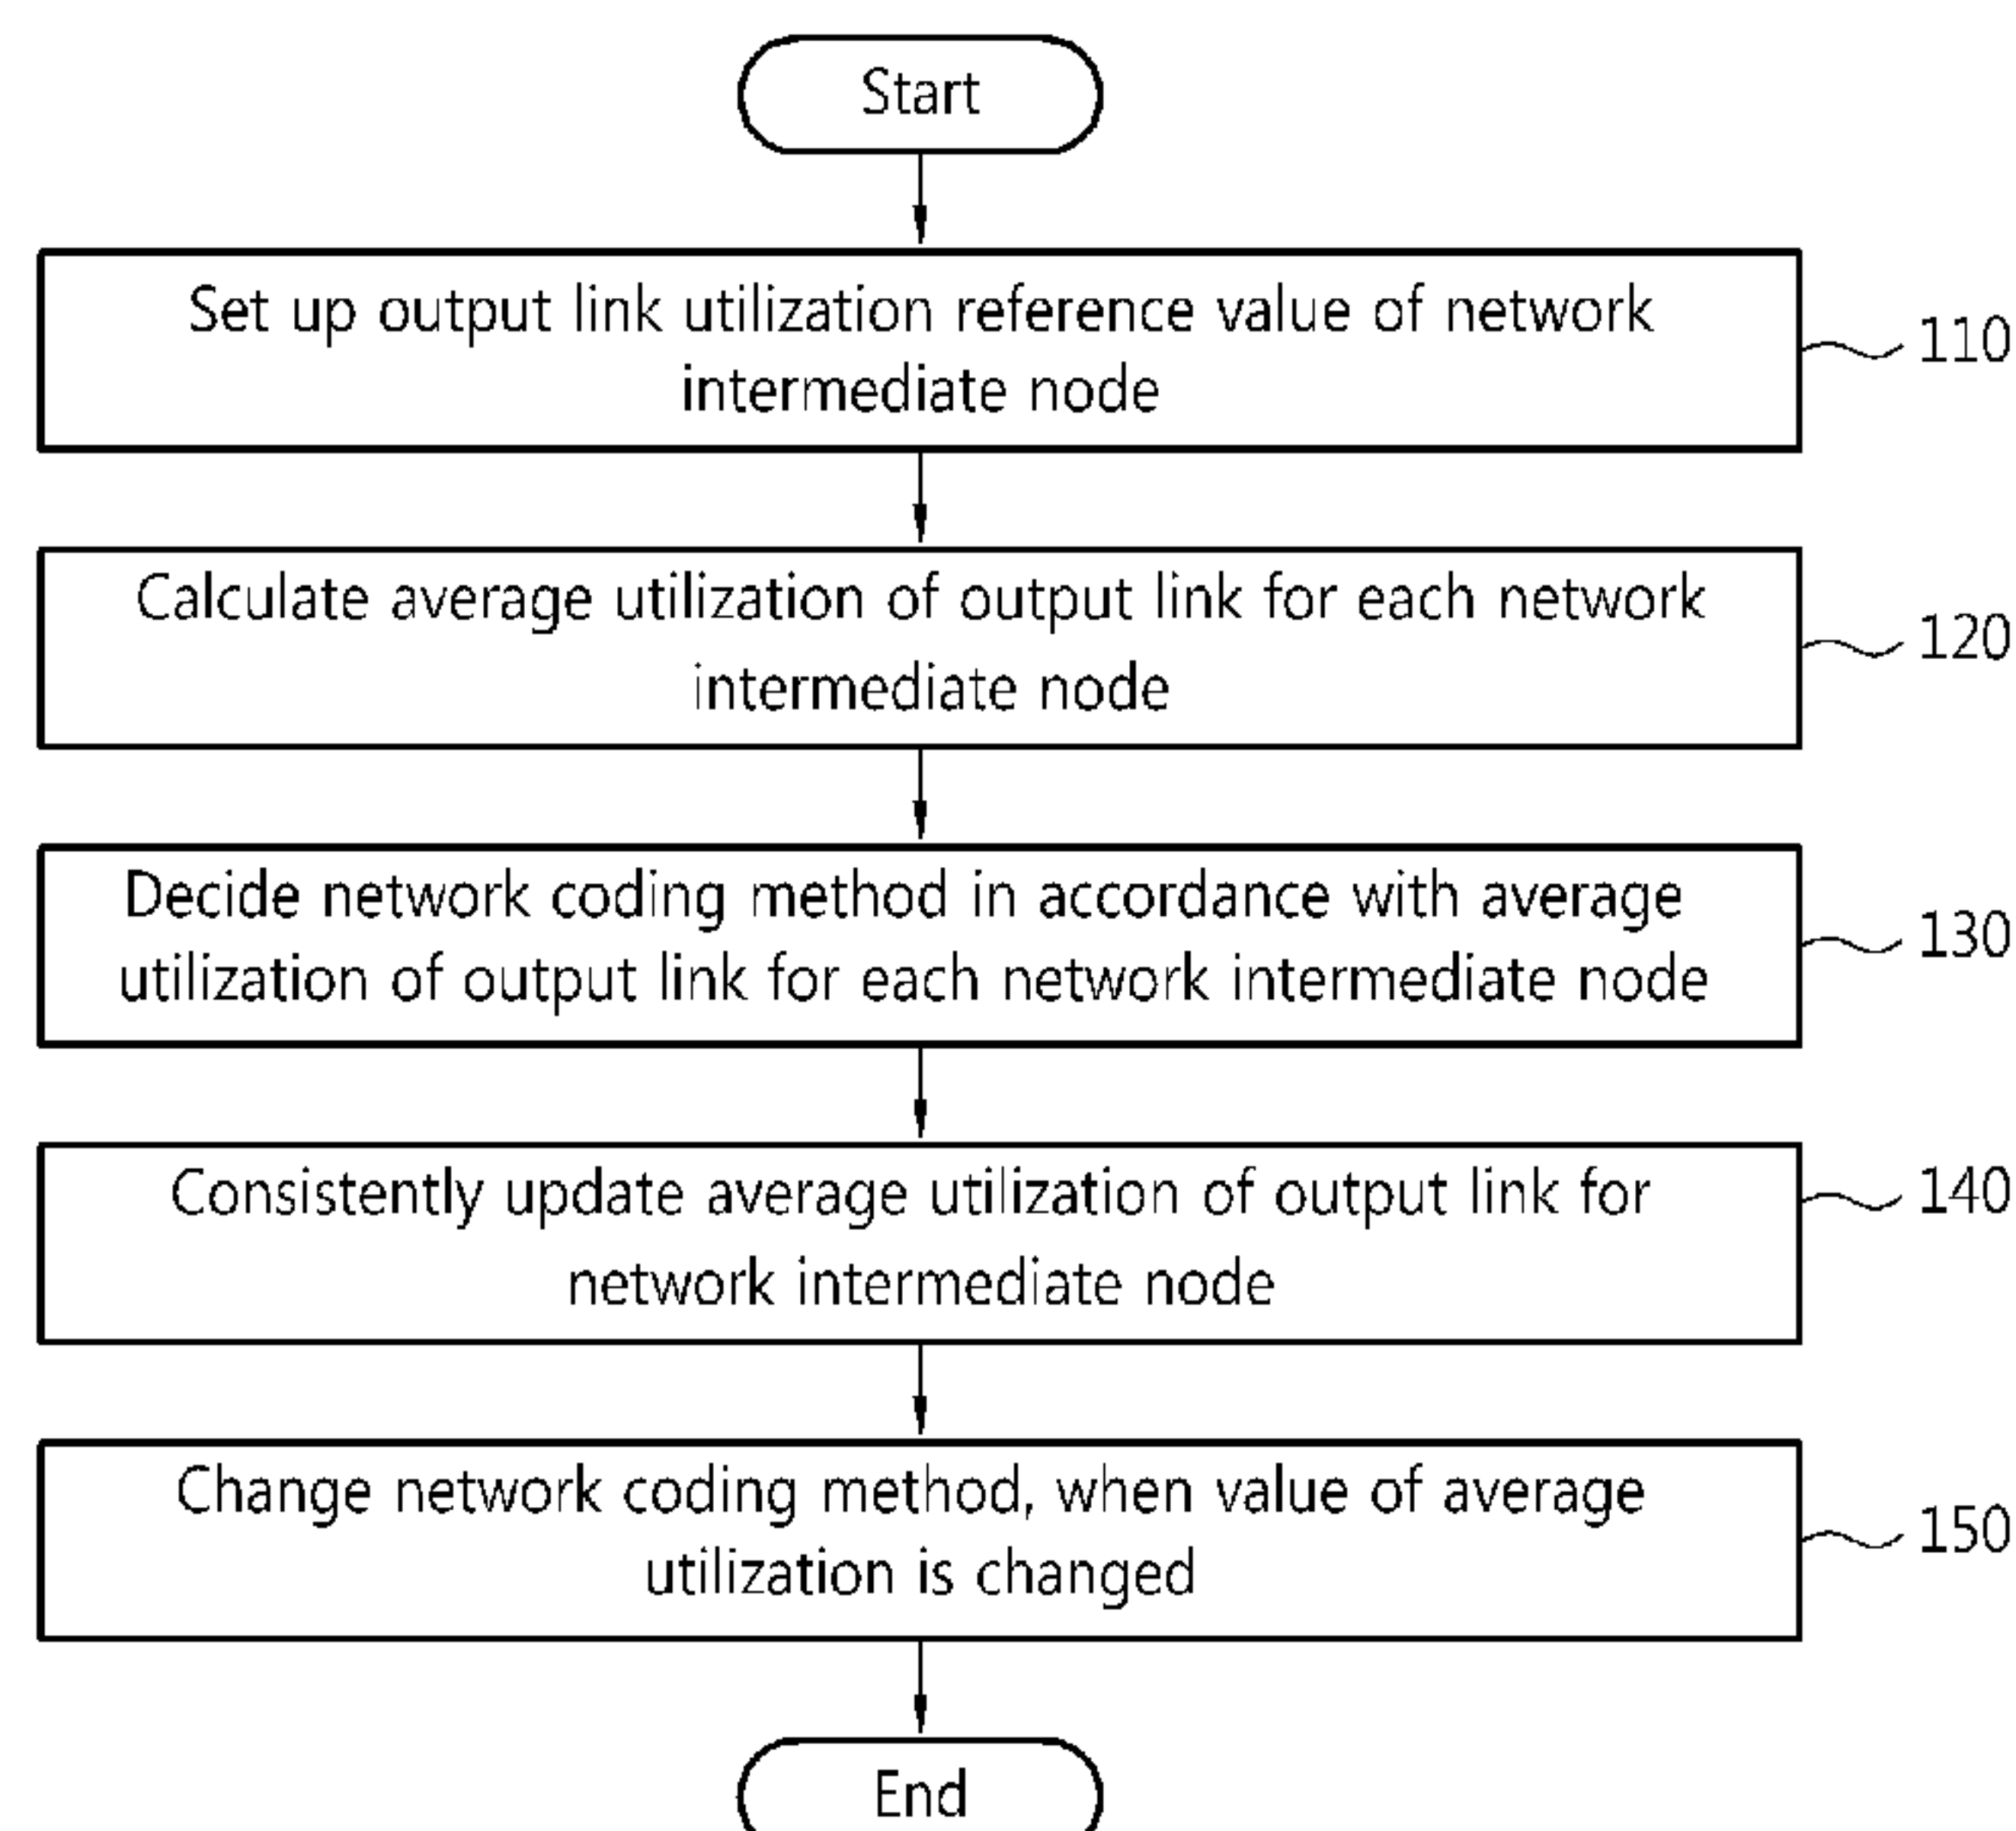 Start
Set up output link utilization reference value of network
intermediate node
110
Calculate average utilization of output link for each network
intermediate node
120
Decide network coding method in accordance with average
utilization of output link for each network intermediate node
130
Consistently update average utilization of output link for
network intermediate node
140
Change network coding method, when value of average
utilization is changed
150
End